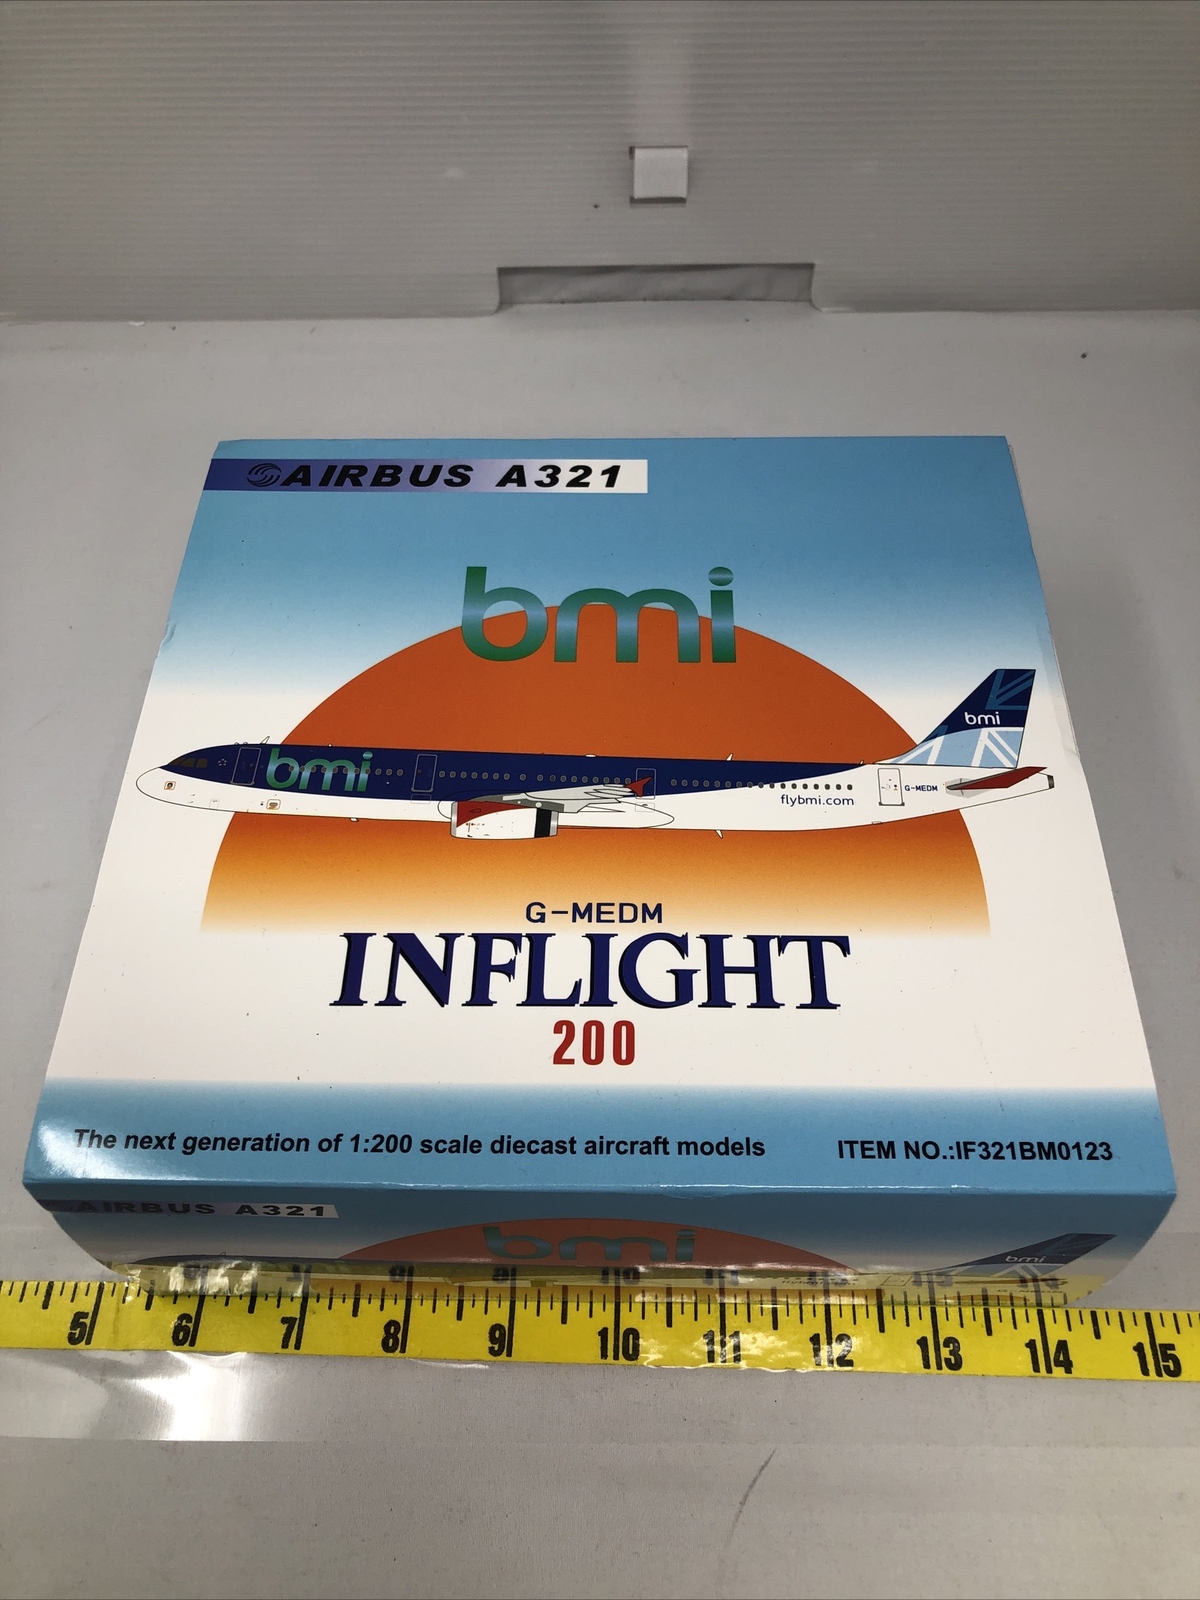 AIRBUS A321
bmi
bmi
bmi
flybmi.com
G-MEDM
G-MEDM
INFLIGHT
200
The next generation of 1:200 scale diecast aircraft models
ITEM NO.:IF321BM0123
AIRBUS A321
bmi
bmi
5 6 7 8 9 10 11 12 13 14 15